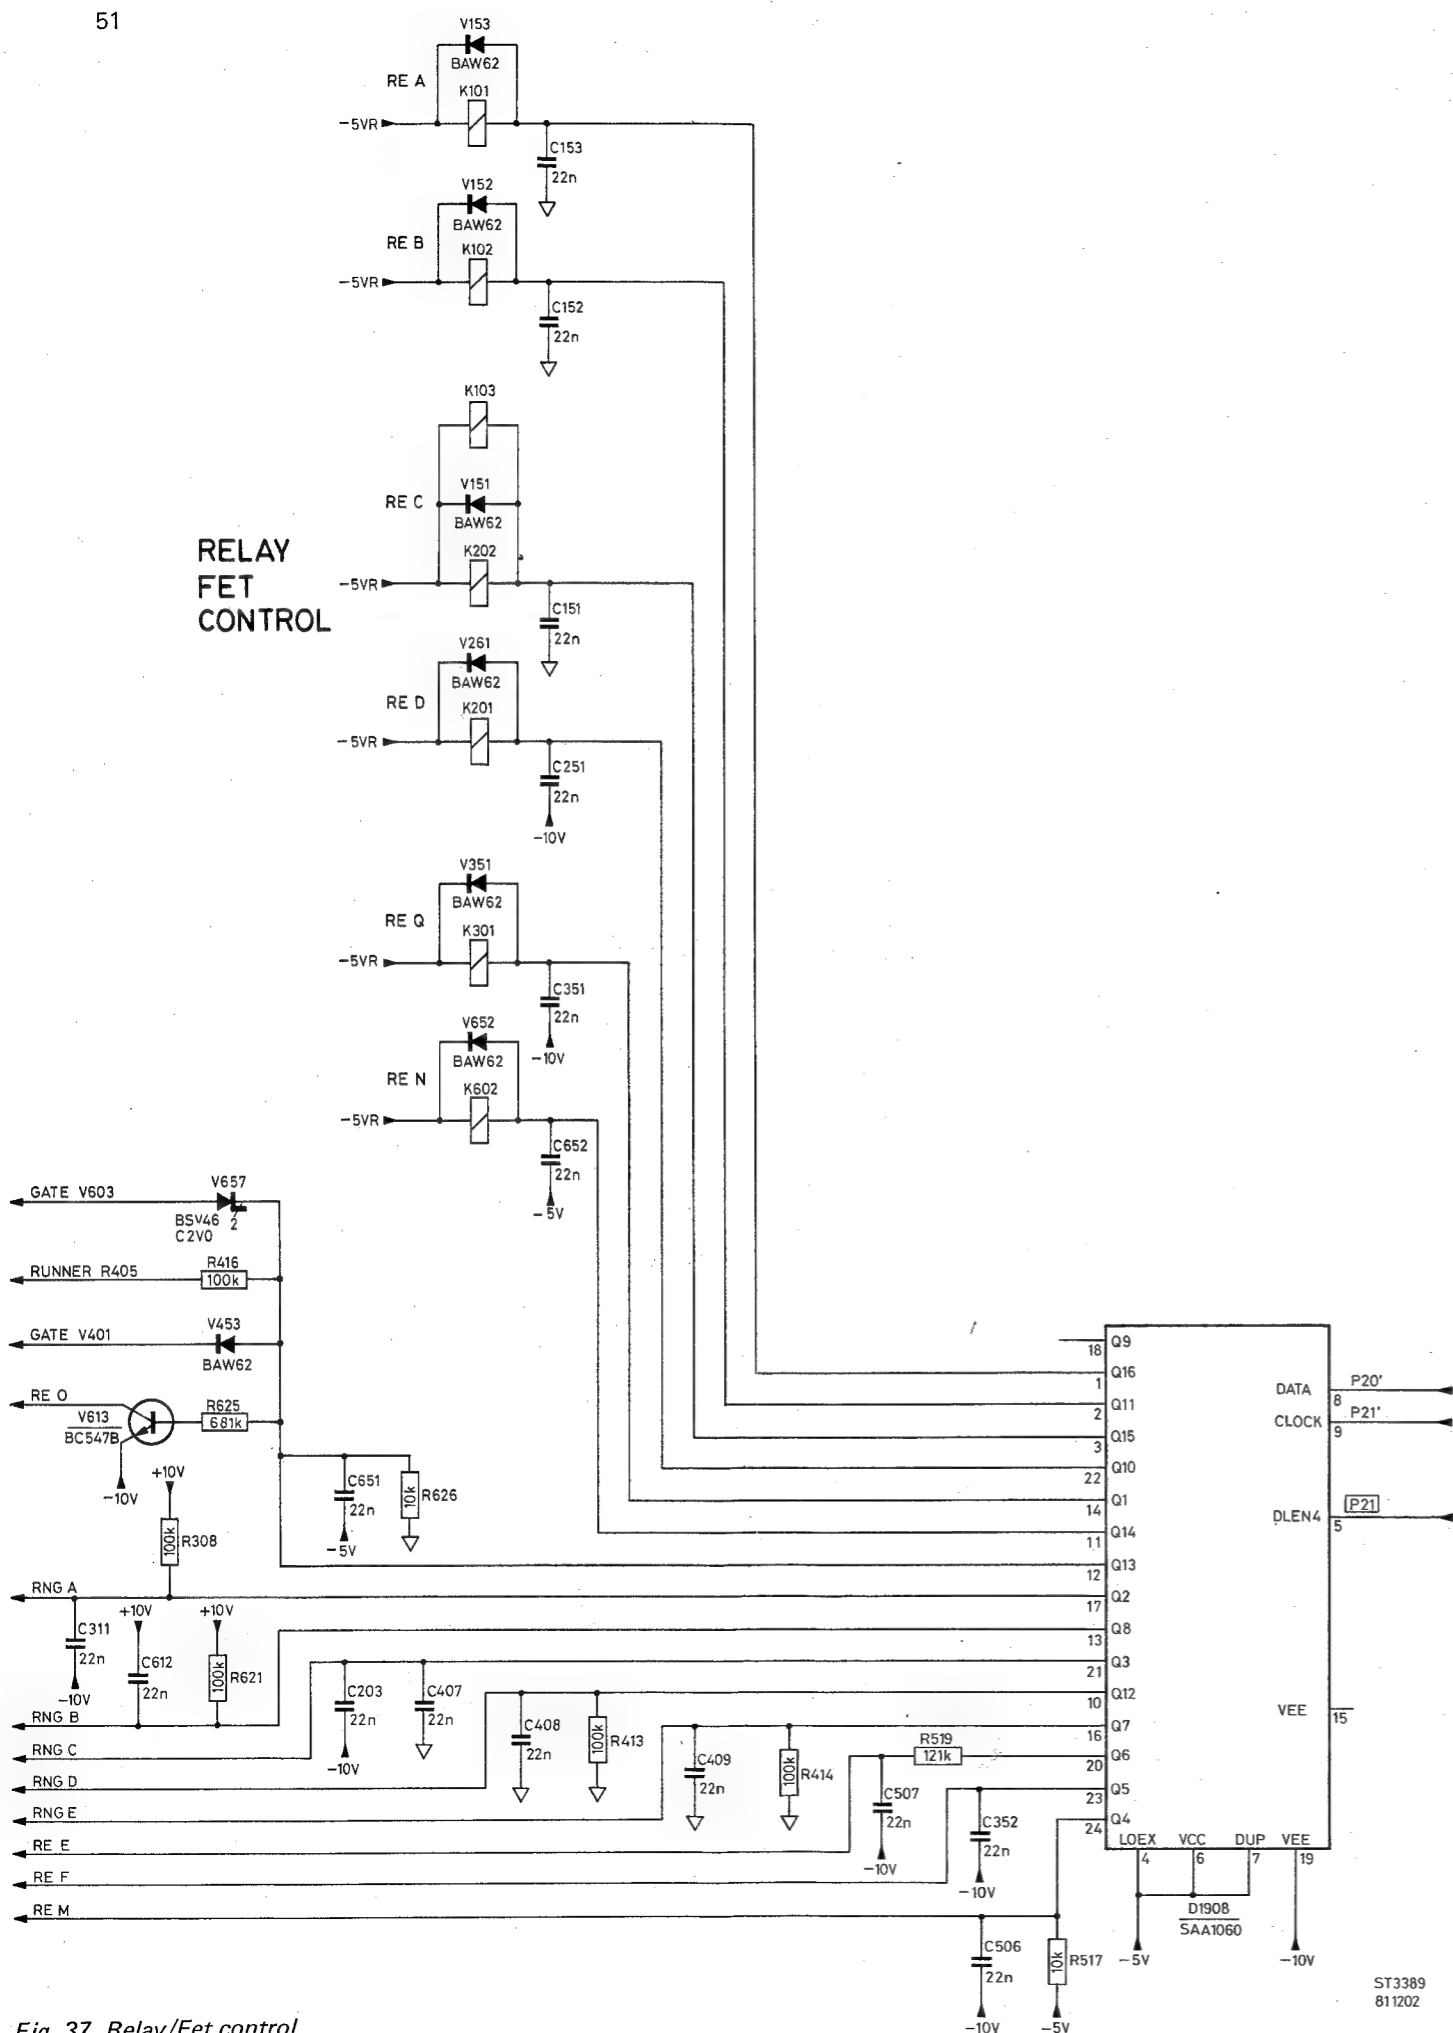 51
V153
BAW62
RE A
K101
−5VR
C153
22n
V152
BAW62
RE B
K102
−5VR
C152
22n
K103
V151
RE C
BAW62
K202
RELAY
FET
CONTROL
−5VR
C151
22n
V261
BAW62
RE D
K201
−5VR
C251
22n
−10V
V351
BAW62
RE Q
K301
−5VR
C351
22n
−10V
V652
BAW62
RE N
K602
−5VR
C652
22n
−5V
GATE V603
V657
BSV46
C2V0
2
RUNNER R405
R416
100k
GATE V401
V453
BAW62
RE O
V613
BC547B
R625
681k
−10V
+10V
C651
22n
−5V
10k
R626
100k
R308
RNG A
+10V
+10V
C311
22n
−10V
C612
22n
100k
R621
RNG B
RNG C
C203
22n
−10V
C407
22n
RNG D
C408
22n
100k
R413
RNG E
C409
22n
100k
R414
R519
121k
RE E
C507
22n
−10V
RE F
C352
22n
−10V
RE M
C506
22n
−10V
10k
R517
−5V
18 Q9
1 Q16
2 Q11
3 Q15
22 Q10
14 Q1
11 Q14
12 Q13
17 Q2
13 Q8
21 Q3
10 Q12
16 Q7
20 Q6
23 Q5
24 Q4
DATA 8 P20'
CLOCK 9 P21'
DLEN4 5 P21
VEE 15
LOEX VCC DUP VEE
4 6 7 19
D1908
SAA1060
−5V
−10V
ST3389
811202
Fig. 37 Relay/Fet control